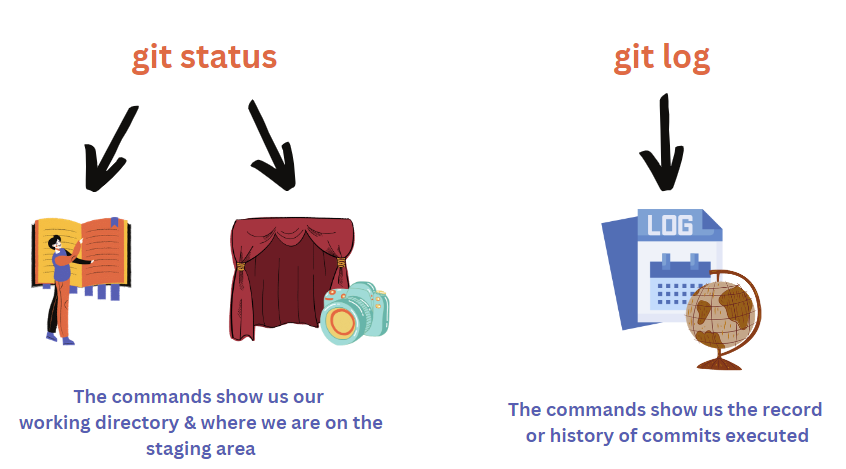 git status
git log
LOG
The commands show us our
working directory & where we are on the
staging area
The commands show us the record
or history of commits executed